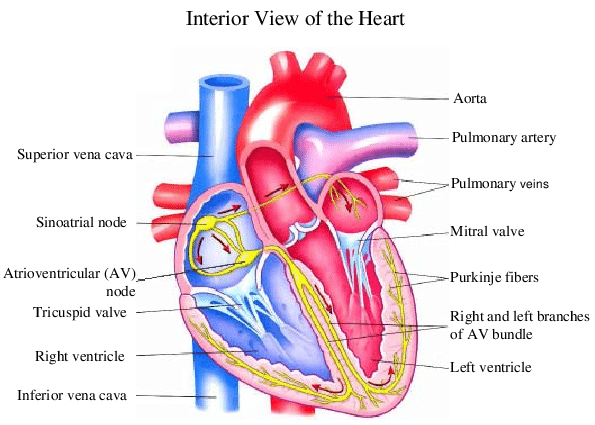 Interior View of the Heart
Aorta
Pulmonary artery
Superior vena cava
Pulmonary veins
Sinoatrial node
Mitral valve
Atrioventricular (AV)
node
Purkinje fibers
Tricuspid valve
Right and left branches
of AV bundle
Right ventricle
Left ventricle
Inferior vena cava